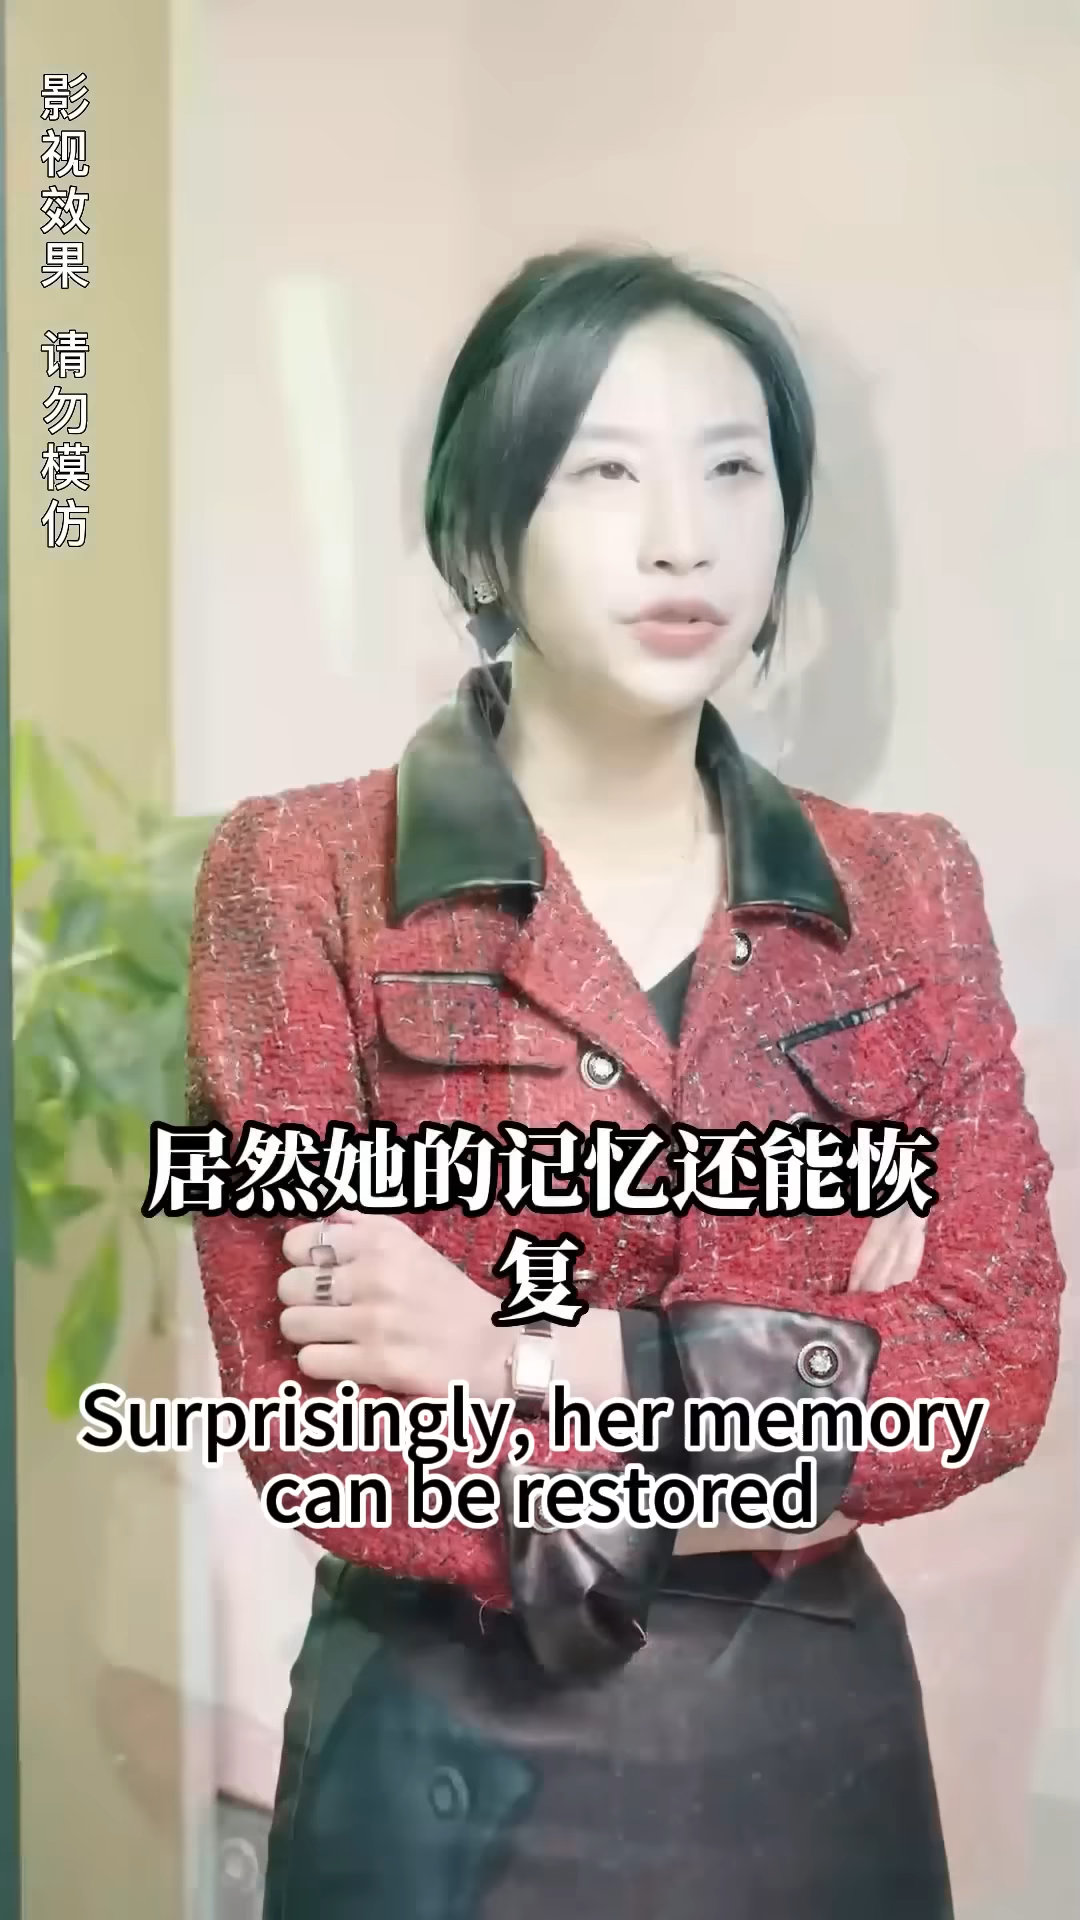 影视效果 请勿模仿
居然她的记忆还能恢
复
Surprisingly, her memory
can be restored